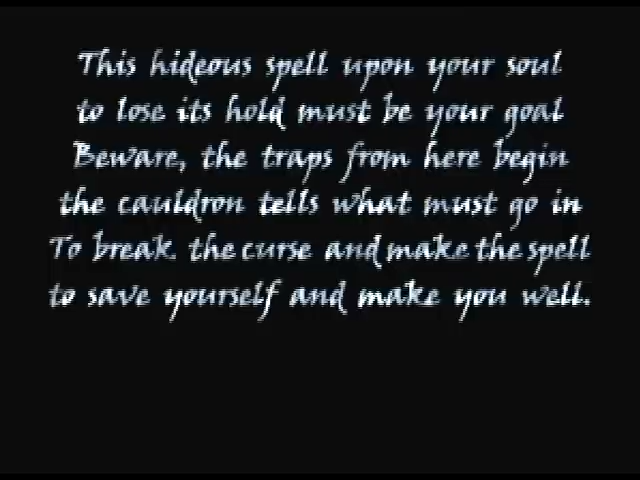 This hideous spell upon your soul
to lose its hold must be your goal
Beware, the traps from here begin
the cauldron tells what must go in
To break the curse and make the spell
to save yourself and make you well.